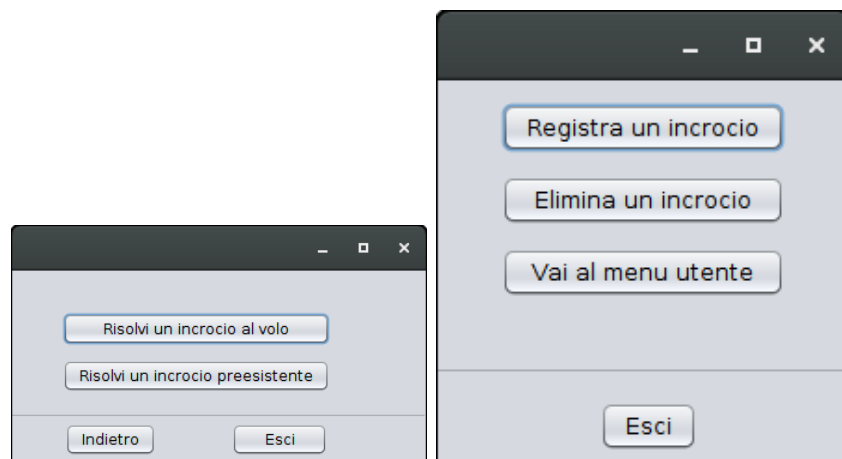 Risolvi un incrocio al volo
Risolvi un incrocio preesistente
Indietro
Esci
Registra un incrocio
Elimina un incrocio
Vai al menu utente
Esci